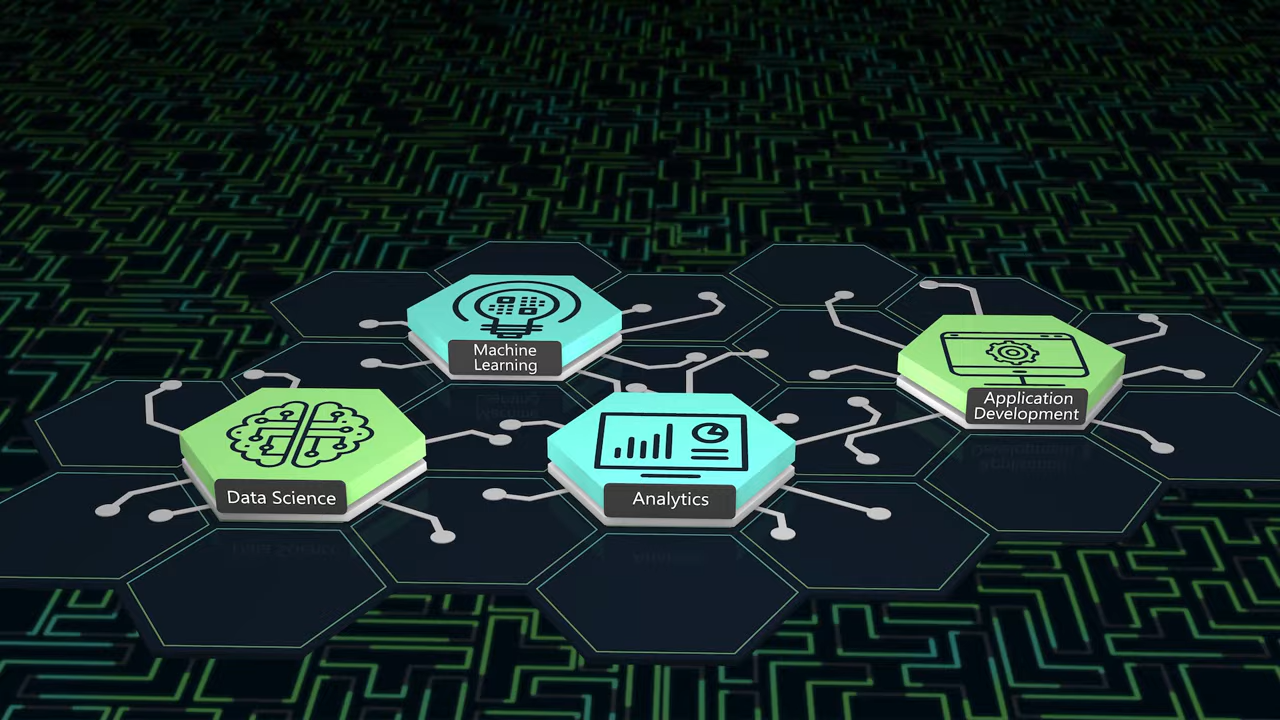 Machine
Learning
Application
Development
Data Science
Analytics